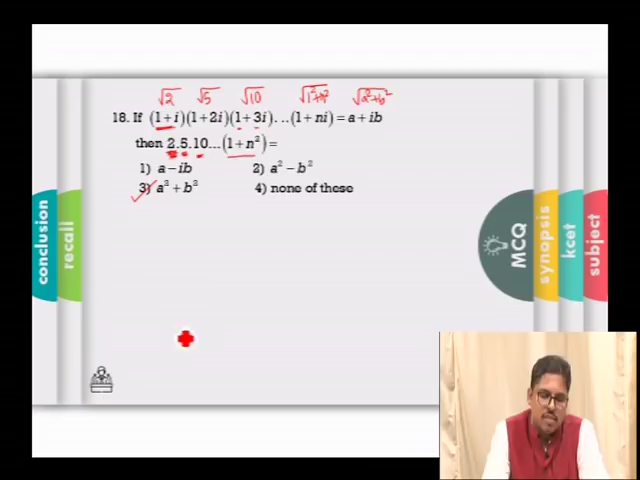 √2 √5 √10 √1²+n² √a²+b²
18. If (1+i)(1+2i)(1+3i)...(1+ni)=a+ib
then 2.5.10...(1+n²)=
1) a-ib 2) a²-b²
3) a²+b² 4) none of these
conclusion
recall
MCQ
synopsis
kcet
subject